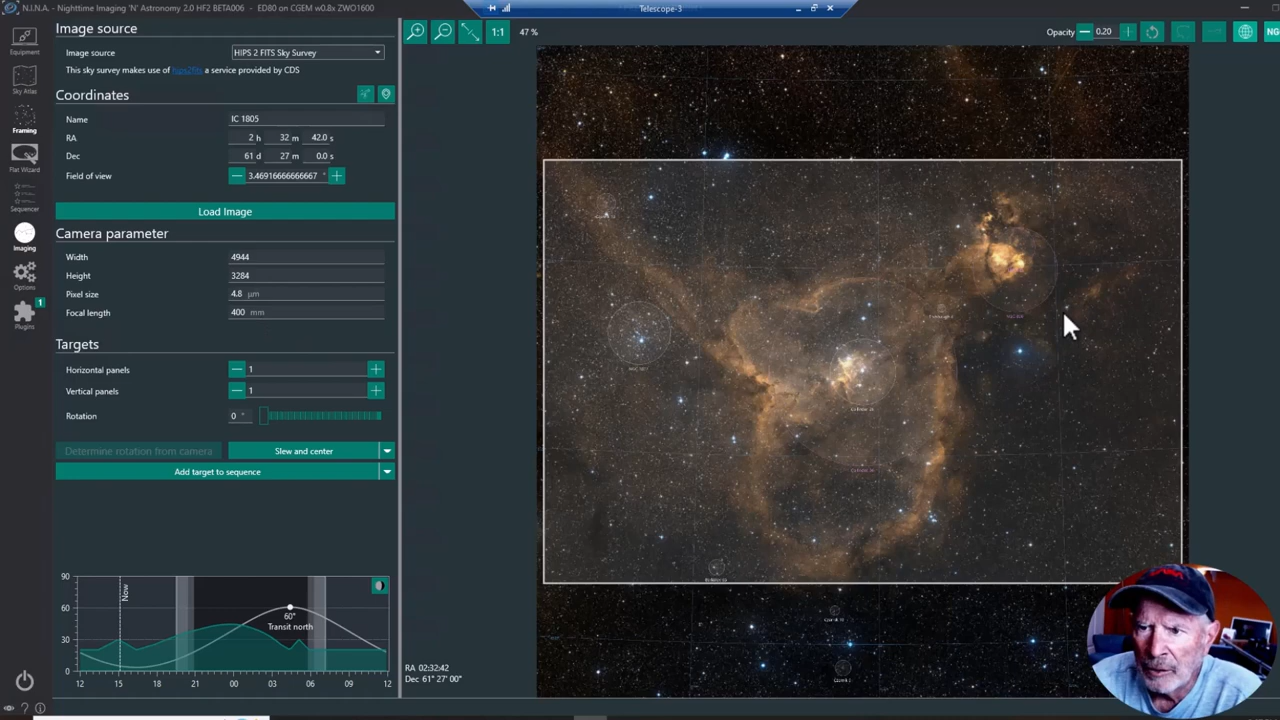 N.I.N.A. - Nighttime Imaging 'N' Astronomy 2.0 HF2 BETA006 - ED80 on CGEM w0.8x ZWO1600
Telescope-3
Equipment
Sky Atlas
Framing
Flat Wizard
Sequencer
Imaging
Options
1
Plugins
Image source
Image source HIPS 2 FITS Sky Survey
This sky survey makes use of hips2fits a service provided by CDS
Coordinates
Name IC 1805
RA 2 h 32 m 42.0 s
Dec 61 d 27 m 0.0 s
Field of view 3.46916666666667 °
Load Image
Camera parameter
Width 4944
Height 3284
Pixel size 4.8 µm
Focal length 400 mm
Targets
Horizontal panels 1
Vertical panels 1
Rotation 0 °
Determine rotation from camera Slew and center
Add target to sequence
90
60
30
0
Now
60°
Transit north
12 15 18 21 00 03 06 09 12
1:1 47 % Opacity 0.20 NG
RA 02:32:42
Dec 61° 27' 00"